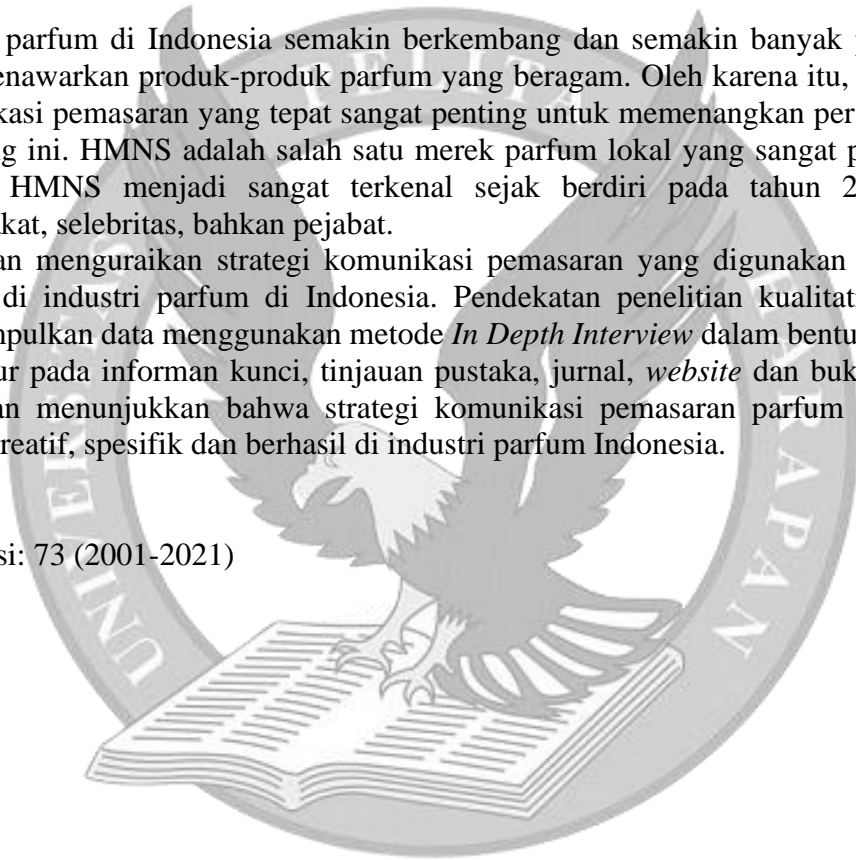 parfum di Indonesia semakin berkembang dan semakin banyak
enawarkan produk-produk parfum yang beragam. Oleh karena itu,
kasi pemasaran yang tepat sangat penting untuk memenangkan per
ng ini. HMNS adalah salah satu merek parfum lokal yang sangat p
HMNS menjadi sangat terkenal sejak berdiri pada tahun 2
kat, selebritas, bahkan pejabat.
an menguraikan strategi komunikasi pemasaran yang digunakan
di industri parfum di Indonesia. Pendekatan penelitian kualitati
mpulkan data menggunakan metode In Depth Interview dalam bentu
ur pada informan kunci, tinjauan pustaka, jurnal, website dan buk
an menunjukkan bahwa strategi komunikasi pemasaran parfum
reatif, spesifik dan berhasil di industri parfum Indonesia.
si: 73 (2001-2021)
UNIVERSITAS PELITA HARAPAN